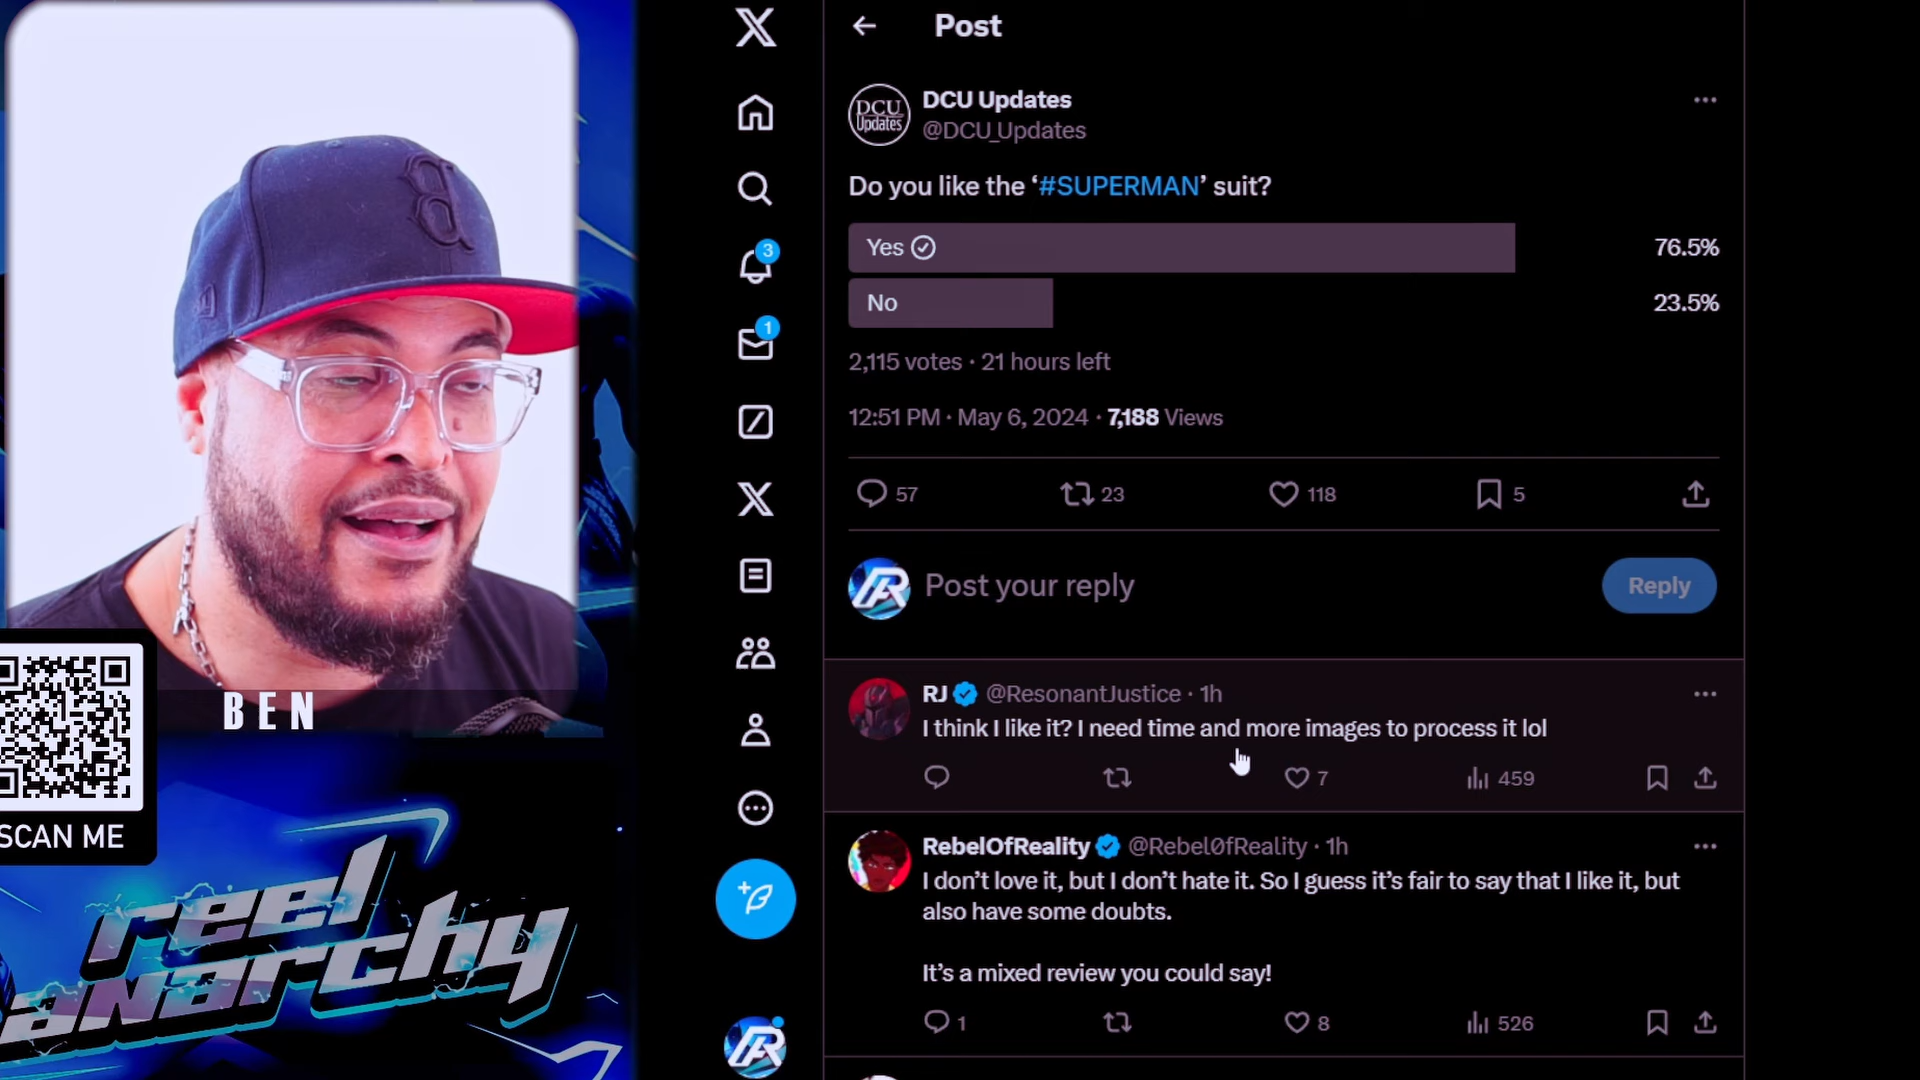 Post
DCU Updates
DCU
Updates
@DCU_Updates
Do you like the ‘#SUPERMAN’ suit?
Yes 76.5%
No 23.5%
2,115 votes · 21 hours left
12:51 PM · May 6, 2024 · 7,188 Views
57 23 118 5
Post your reply
Reply
RJ @ResonantJustice · 1h
I think I like it? I need time and more images to process it lol
7 459
RebelOfReality @Rebel0fReality · 1h
I don’t love it, but I don’t hate it. So I guess it’s fair to say that I like it, but
also have some doubts.
It’s a mixed review you could say!
1 8 526
3
1
BEN
SCAN ME
reel
anarchy